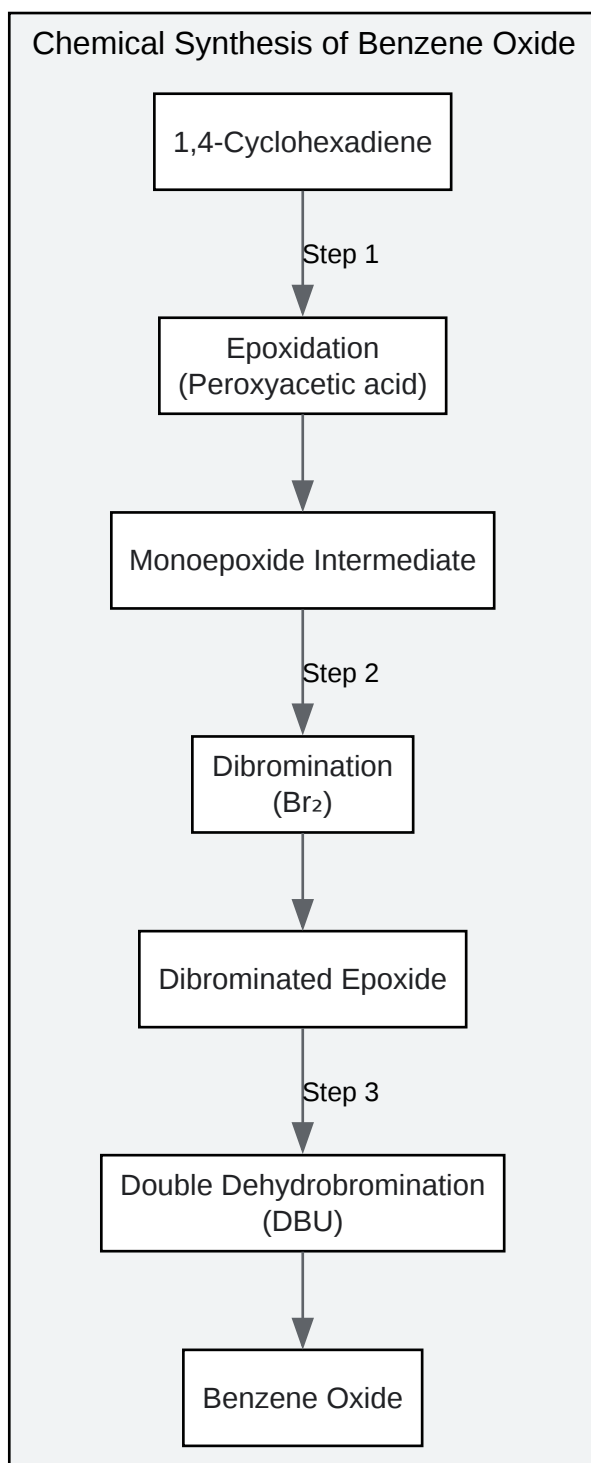 Chemical Synthesis of Benzene Oxide
1,4-Cyclohexadiene
Step 1
Epoxidation
(Peroxyacetic acid)
Monoepoxide Intermediate
Step 2
Dibromination
(Br₂)
Dibrominated Epoxide
Step 3
Double Dehydrobromination
(DBU)
Benzene Oxide